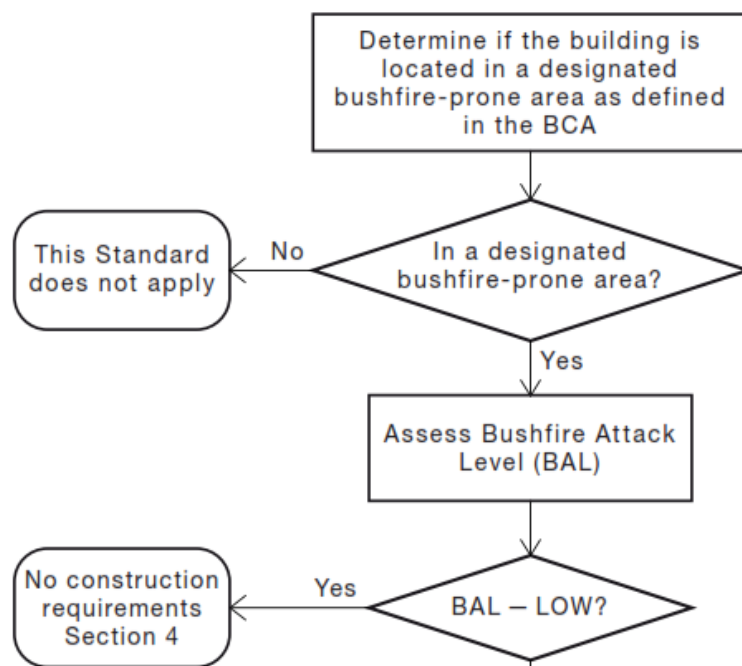 Determine if the building is
located in a designated
bushfire-prone area as defined
in the BCA
This Standard
does not apply
No
In a designated
bushfire-prone area?
Yes
Assess Bushfire Attack
Level (BAL)
No construction
requirements
Section 4
Yes
BAL – LOW?